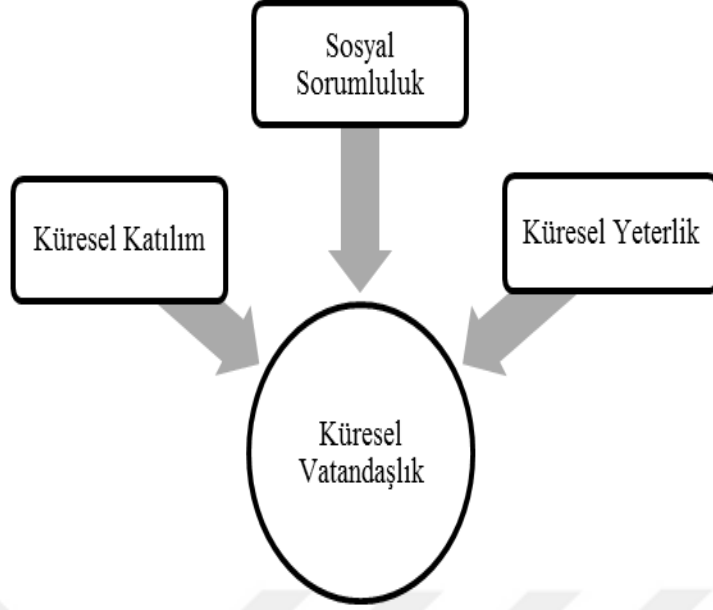 Sosyal
Sorumluluk
Küresel Katılım
Küresel Yeterlik
Küresel
Vatandaşlık